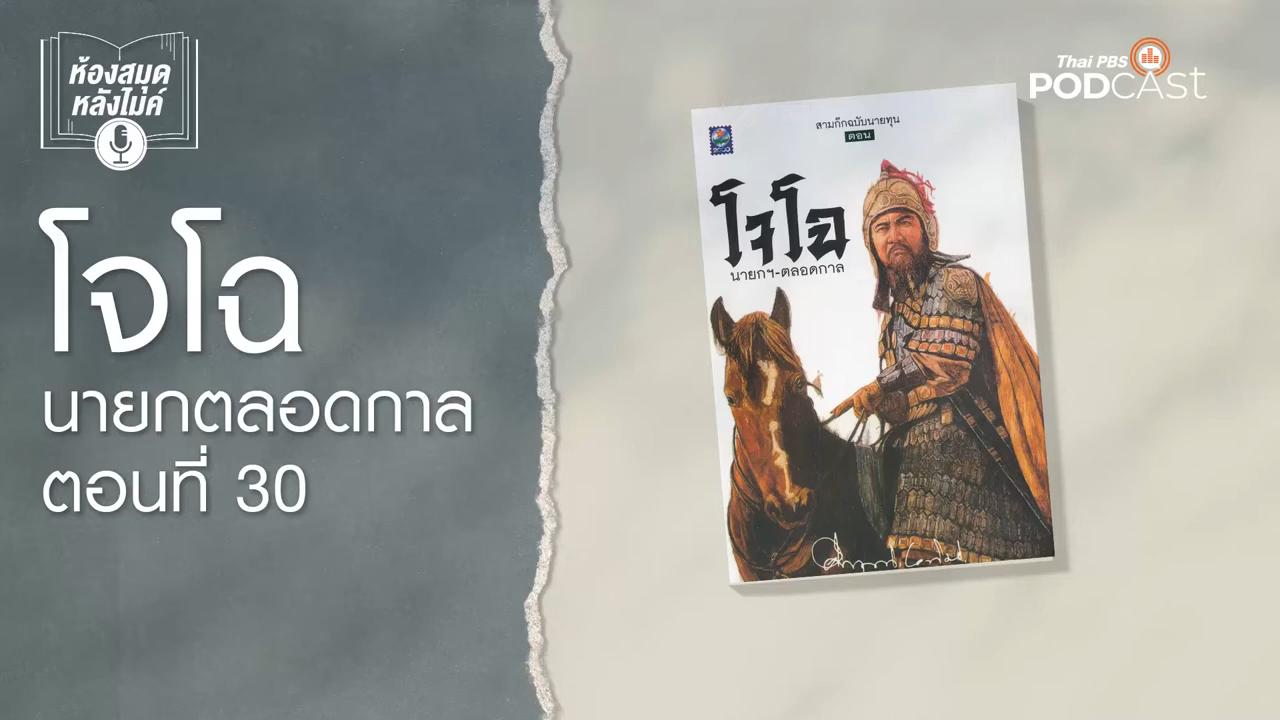 ห้องสมุด
หลังไมค์
โจโฉ
นายกตลอดกาล
ตอนที่ 30
Thai PBS
PODCAST
สามก๊กฉบับนายทุน
ตอน
โจโฉ
นายกฯ-ตลอดกาล